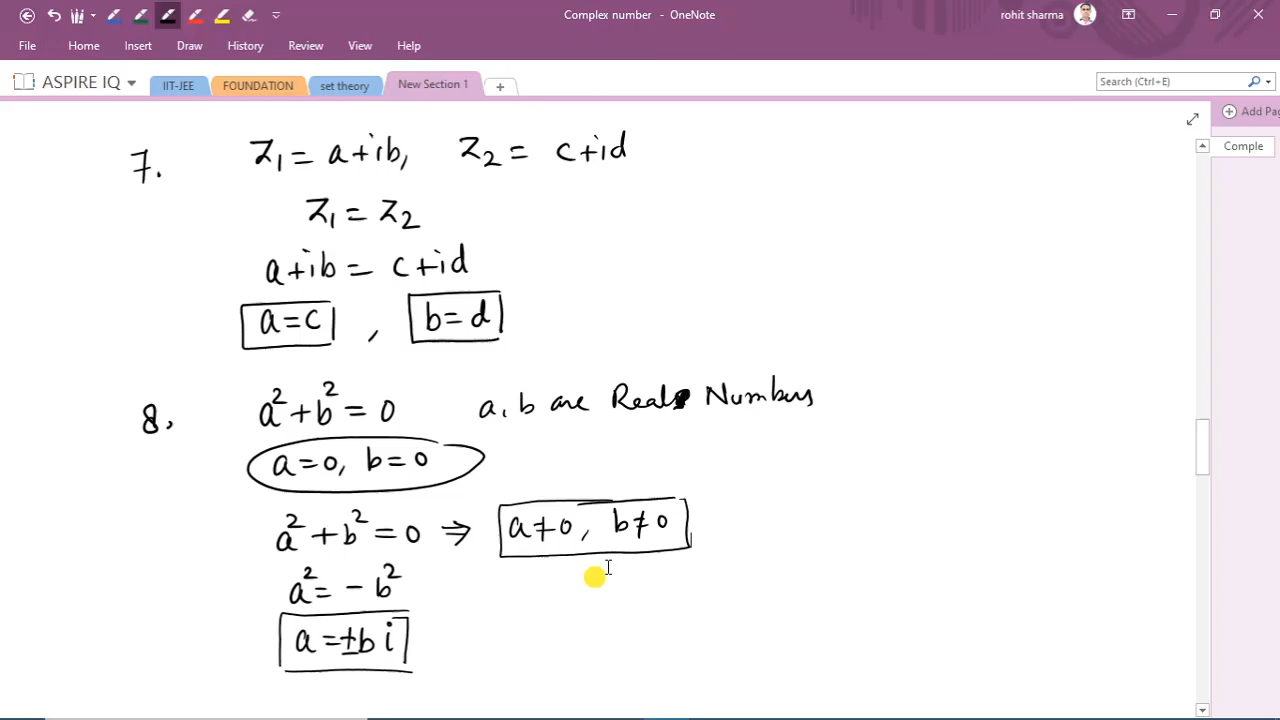 Complex number - OneNote
rohit sharma
File Home Insert Draw History Review View Help
ASPIRE IQ IIT-JEE FOUNDATION set theory New Section 1 +
Search (Ctrl+E)
Add Pag
Comple
7. Z₁ = a+ib, Z₂ = c+id
Z₁ = Z₂
a+ib = c+id
a=c , b=d
8. a²+b² = 0 a, b are Real Numbers
a=0, b=0
a²+b²=0 ⇒ a≠0, b≠0
a² = -b²
a = ±b i